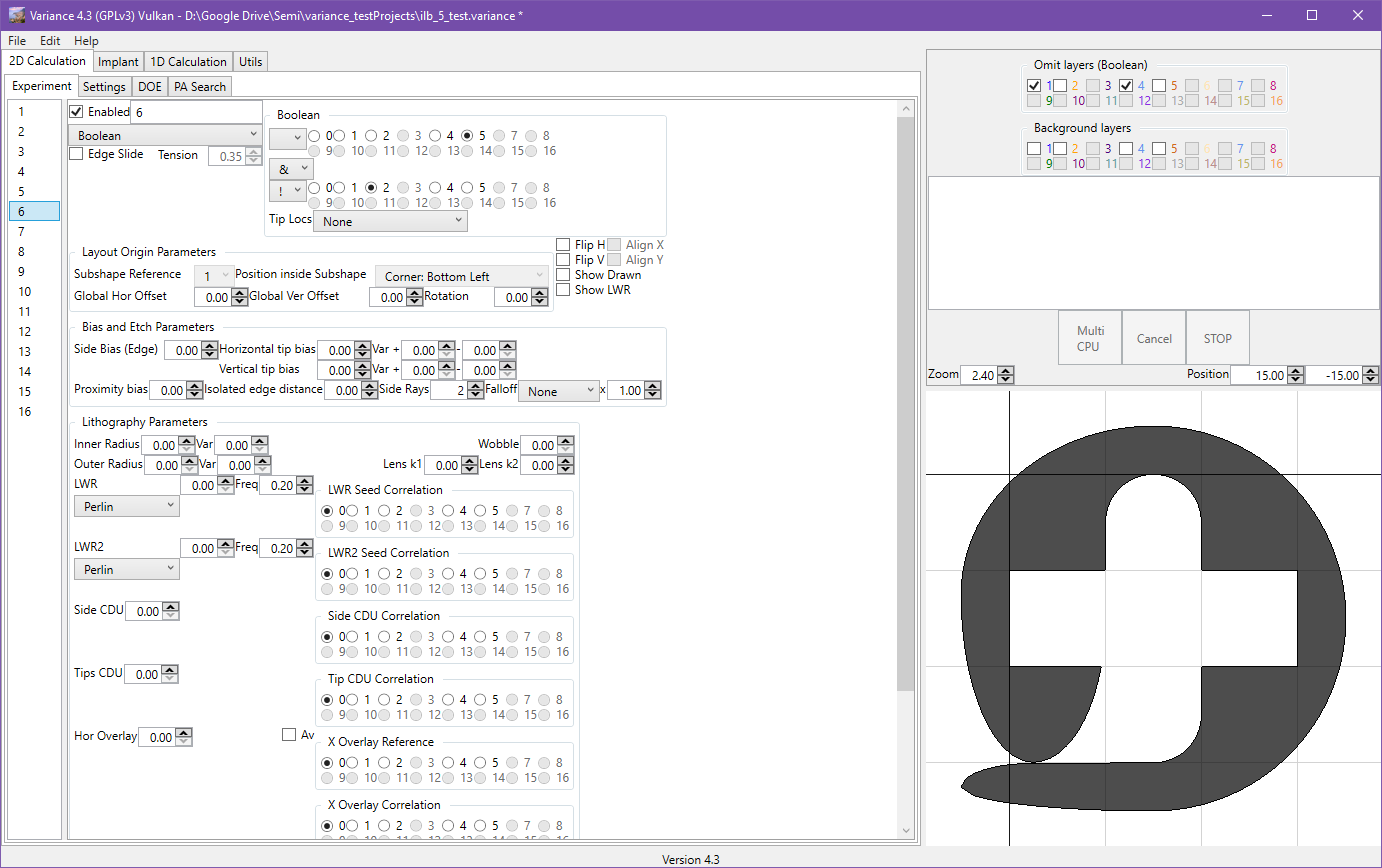 Variance 4.3 (GPLv3) Vulkan - D:\Google Drive\Semi\variance_testProjects\ilb_5_test.variance *
File Edit Help
2D Calculation Implant 1D Calculation Utils
Experiment Settings DOE PA Search
1
2
3
4
5
6
7
8
9
10
11
12
13
14
15
16
Enabled 6
Boolean
Edge Slide Tension 0.35
Boolean
0 1 2 3 4 5 7 8
9 10 11 12 13 14 15 16
&
! 0 1 2 3 4 5 7 8
9 10 11 12 13 14 15 16
Tip Locs None
Layout Origin Parameters
Subshape Reference 1 Position inside Subshape Corner: Bottom Left
Global Hor Offset 0.00 Global Ver Offset 0.00 Rotation 0.00
Flip H Align X
Flip V Align Y
Show Drawn
Show LWR
Bias and Etch Parameters
Side Bias (Edge) 0.00 Horizontal tip bias 0.00 Var + 0.00 - 0.00
Vertical tip bias 0.00 Var + 0.00 - 0.00
Proximity bias 0.00 Isolated edge distance 0.00 Side Rays 2 Falloff None x 1.00
Lithography Parameters
Inner Radius 0.00 Var 0.00 Wobble 0.00
Outer Radius 0.00 Var 0.00 Lens k1 0.00 Lens k2 0.00
LWR 0.00 Freq 0.20
Perlin
LWR Seed Correlation
0 1 2 3 4 5 7 8
9 10 11 12 13 14 15 16
LWR2 0.00 Freq 0.20
Perlin
LWR2 Seed Correlation
0 1 2 3 4 5 7 8
9 10 11 12 13 14 15 16
Side CDU 0.00
Side CDU Correlation
0 1 2 3 4 5 7 8
9 10 11 12 13 14 15 16
Tips CDU 0.00
Tip CDU Correlation
0 1 2 3 4 5 7 8
9 10 11 12 13 14 15 16
Hor Overlay 0.00 Av
X Overlay Reference
0 1 2 3 4 5 7 8
9 10 11 12 13 14 15 16
X Overlay Correlation
0 1 2 3 4 5 7 8
9 10 11 12 13 14 15 16
Omit layers (Boolean)
1 2 3 4 5 6 7 8
9 10 11 12 13 14 15 16
Background layers
1 2 3 4 5 6 7 8
9 10 11 12 13 14 15 16
Multi CPU
Cancel
STOP
Zoom 2.40 Position 15.00 -15.00
Version 4.3